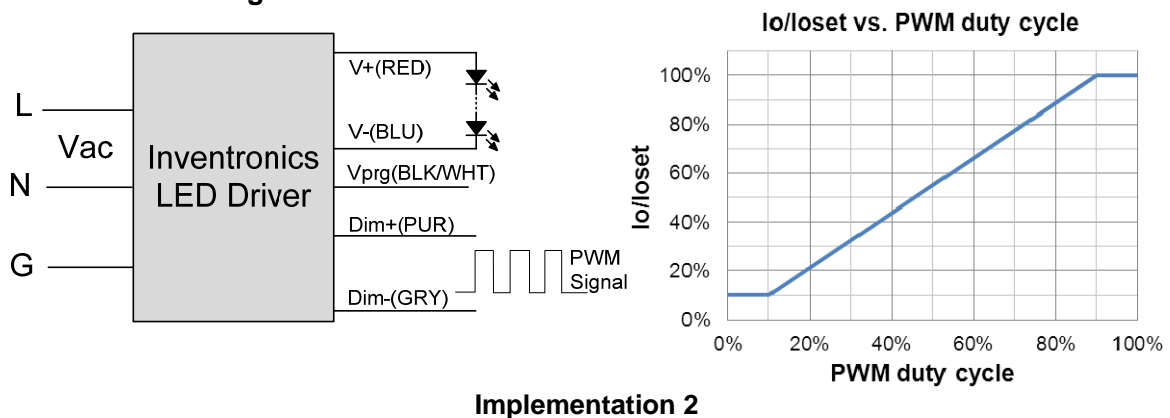 L
Vac
N
G
Inventronics
LED Driver
V+(RED)
V-(BLU)
Vprg(BLK/WHT)
Dim+(PUR)
Dim-(GRY)
PWM
Signal
Io/Ioset vs. PWM duty cycle
Io/Ioset
100%
80%
60%
40%
20%
0%
0% 20% 40% 60% 80% 100%
PWM duty cycle
Implementation 2